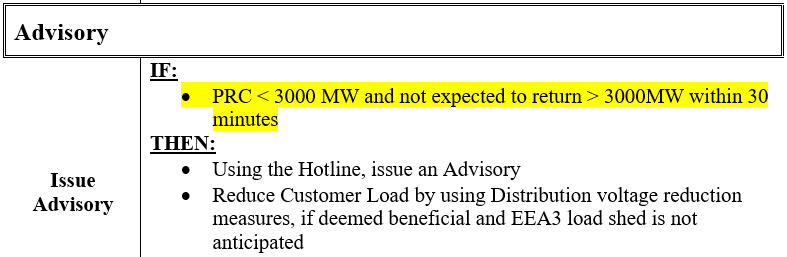 Advisory
IF:
• PRC < 3000 MW and not expected to return > 3000MW within 30
minutes
THEN:
Issue
Advisory
• Using the Hotline, issue an Advisory
• Reduce Customer Load by using Distribution voltage reduction
measures, if deemed beneficial and EEA3 load shed is not
anticipated